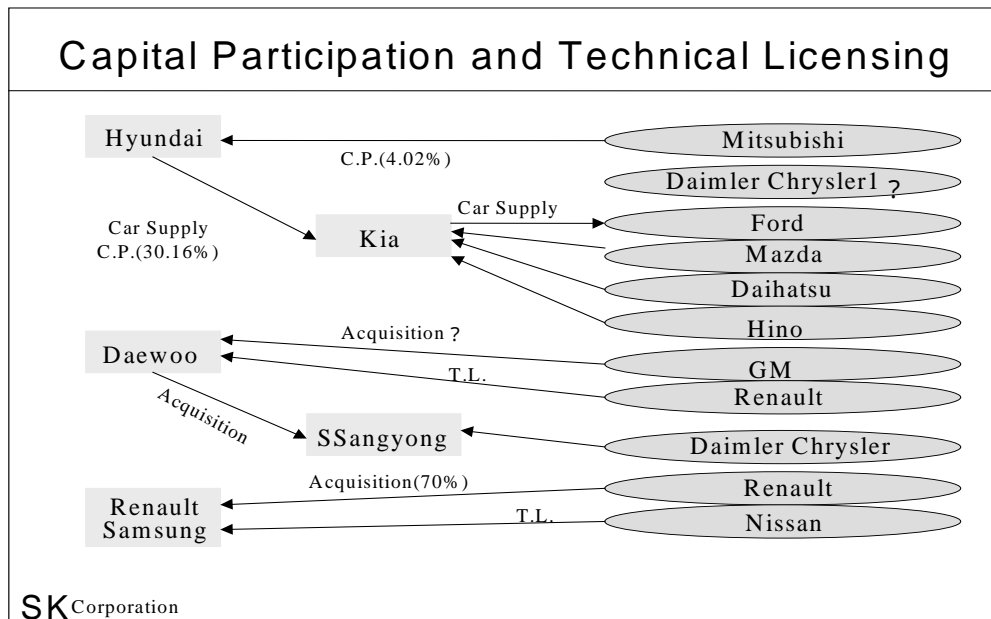 Capital Participation and Technical Licensing
Hyundai
Mitsubishi
C.P.(4.02%)
Daimler Chrysler1 ?
Car Supply
Ford
Car Supply
C.P.(30.16%)
Kia
Mazda
Daihatsu
Hino
Acquisition ?
Daewoo
GM
T.L.
Renault
Acquisition
SSangyong
Daimler Chrysler
Acquisition(70%)
Renault
Renault
Samsung
T.L.
Nissan
SK Corporation